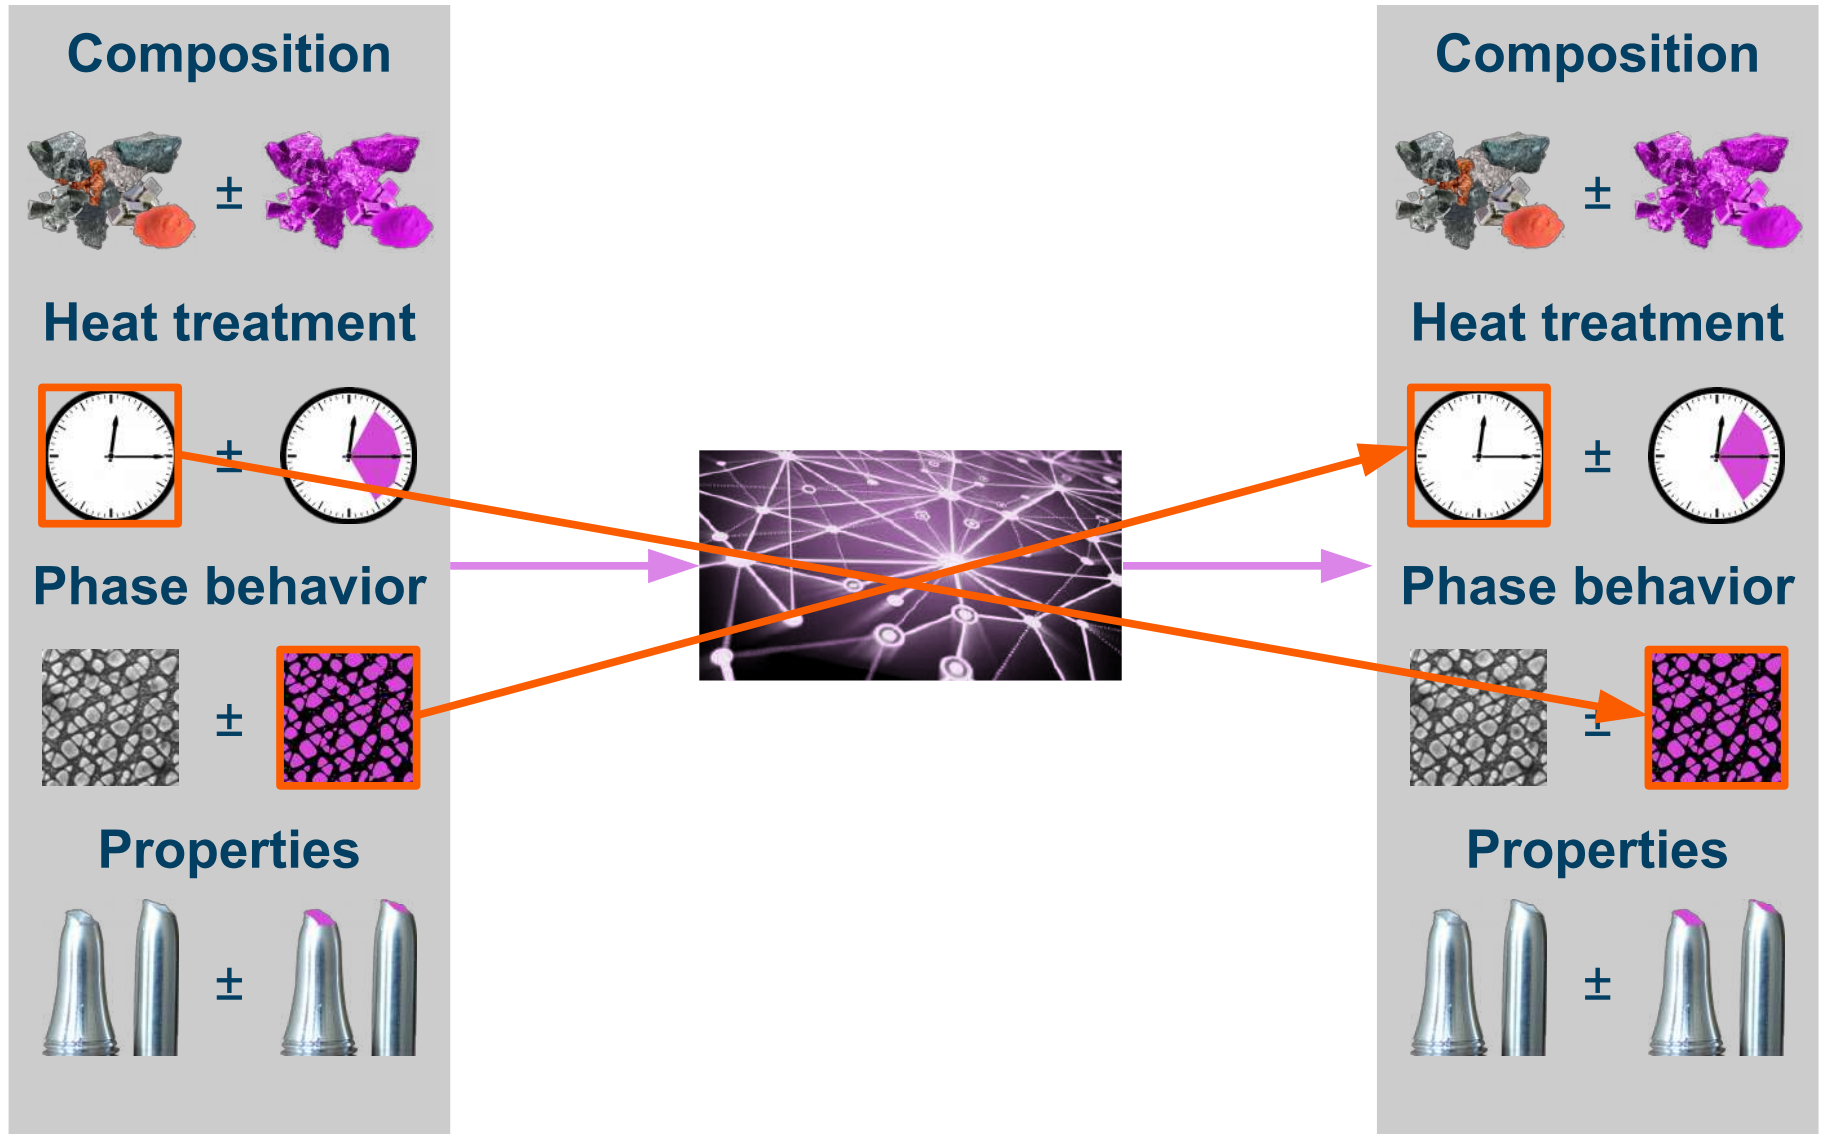 Composition
±
Heat treatment
±
Phase behavior
±
Properties
±
Composition
±
Heat treatment
±
Phase behavior
±
Properties
±